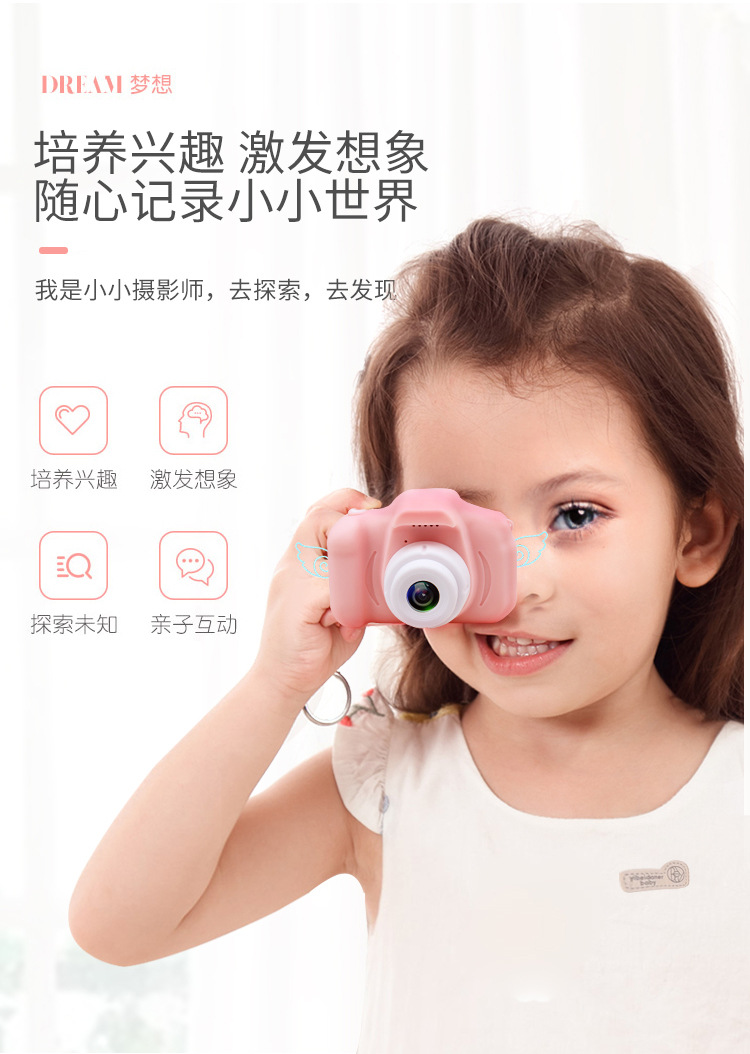 DREAM 梦想
培养兴趣 激发想象
随心记录小小世界
我是小小摄影师，去探索，去发现
培养兴趣 激发想象
探索未知 亲子互动
baby